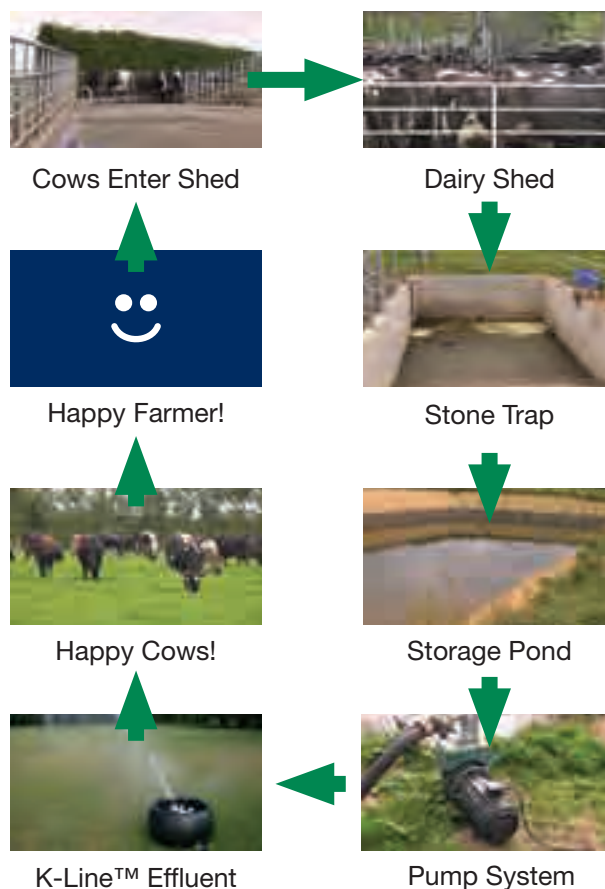 Cows Enter Shed
Dairy Shed
Happy Farmer!
Stone Trap
Happy Cows!
Storage Pond
K-Line™ Effluent
Pump System